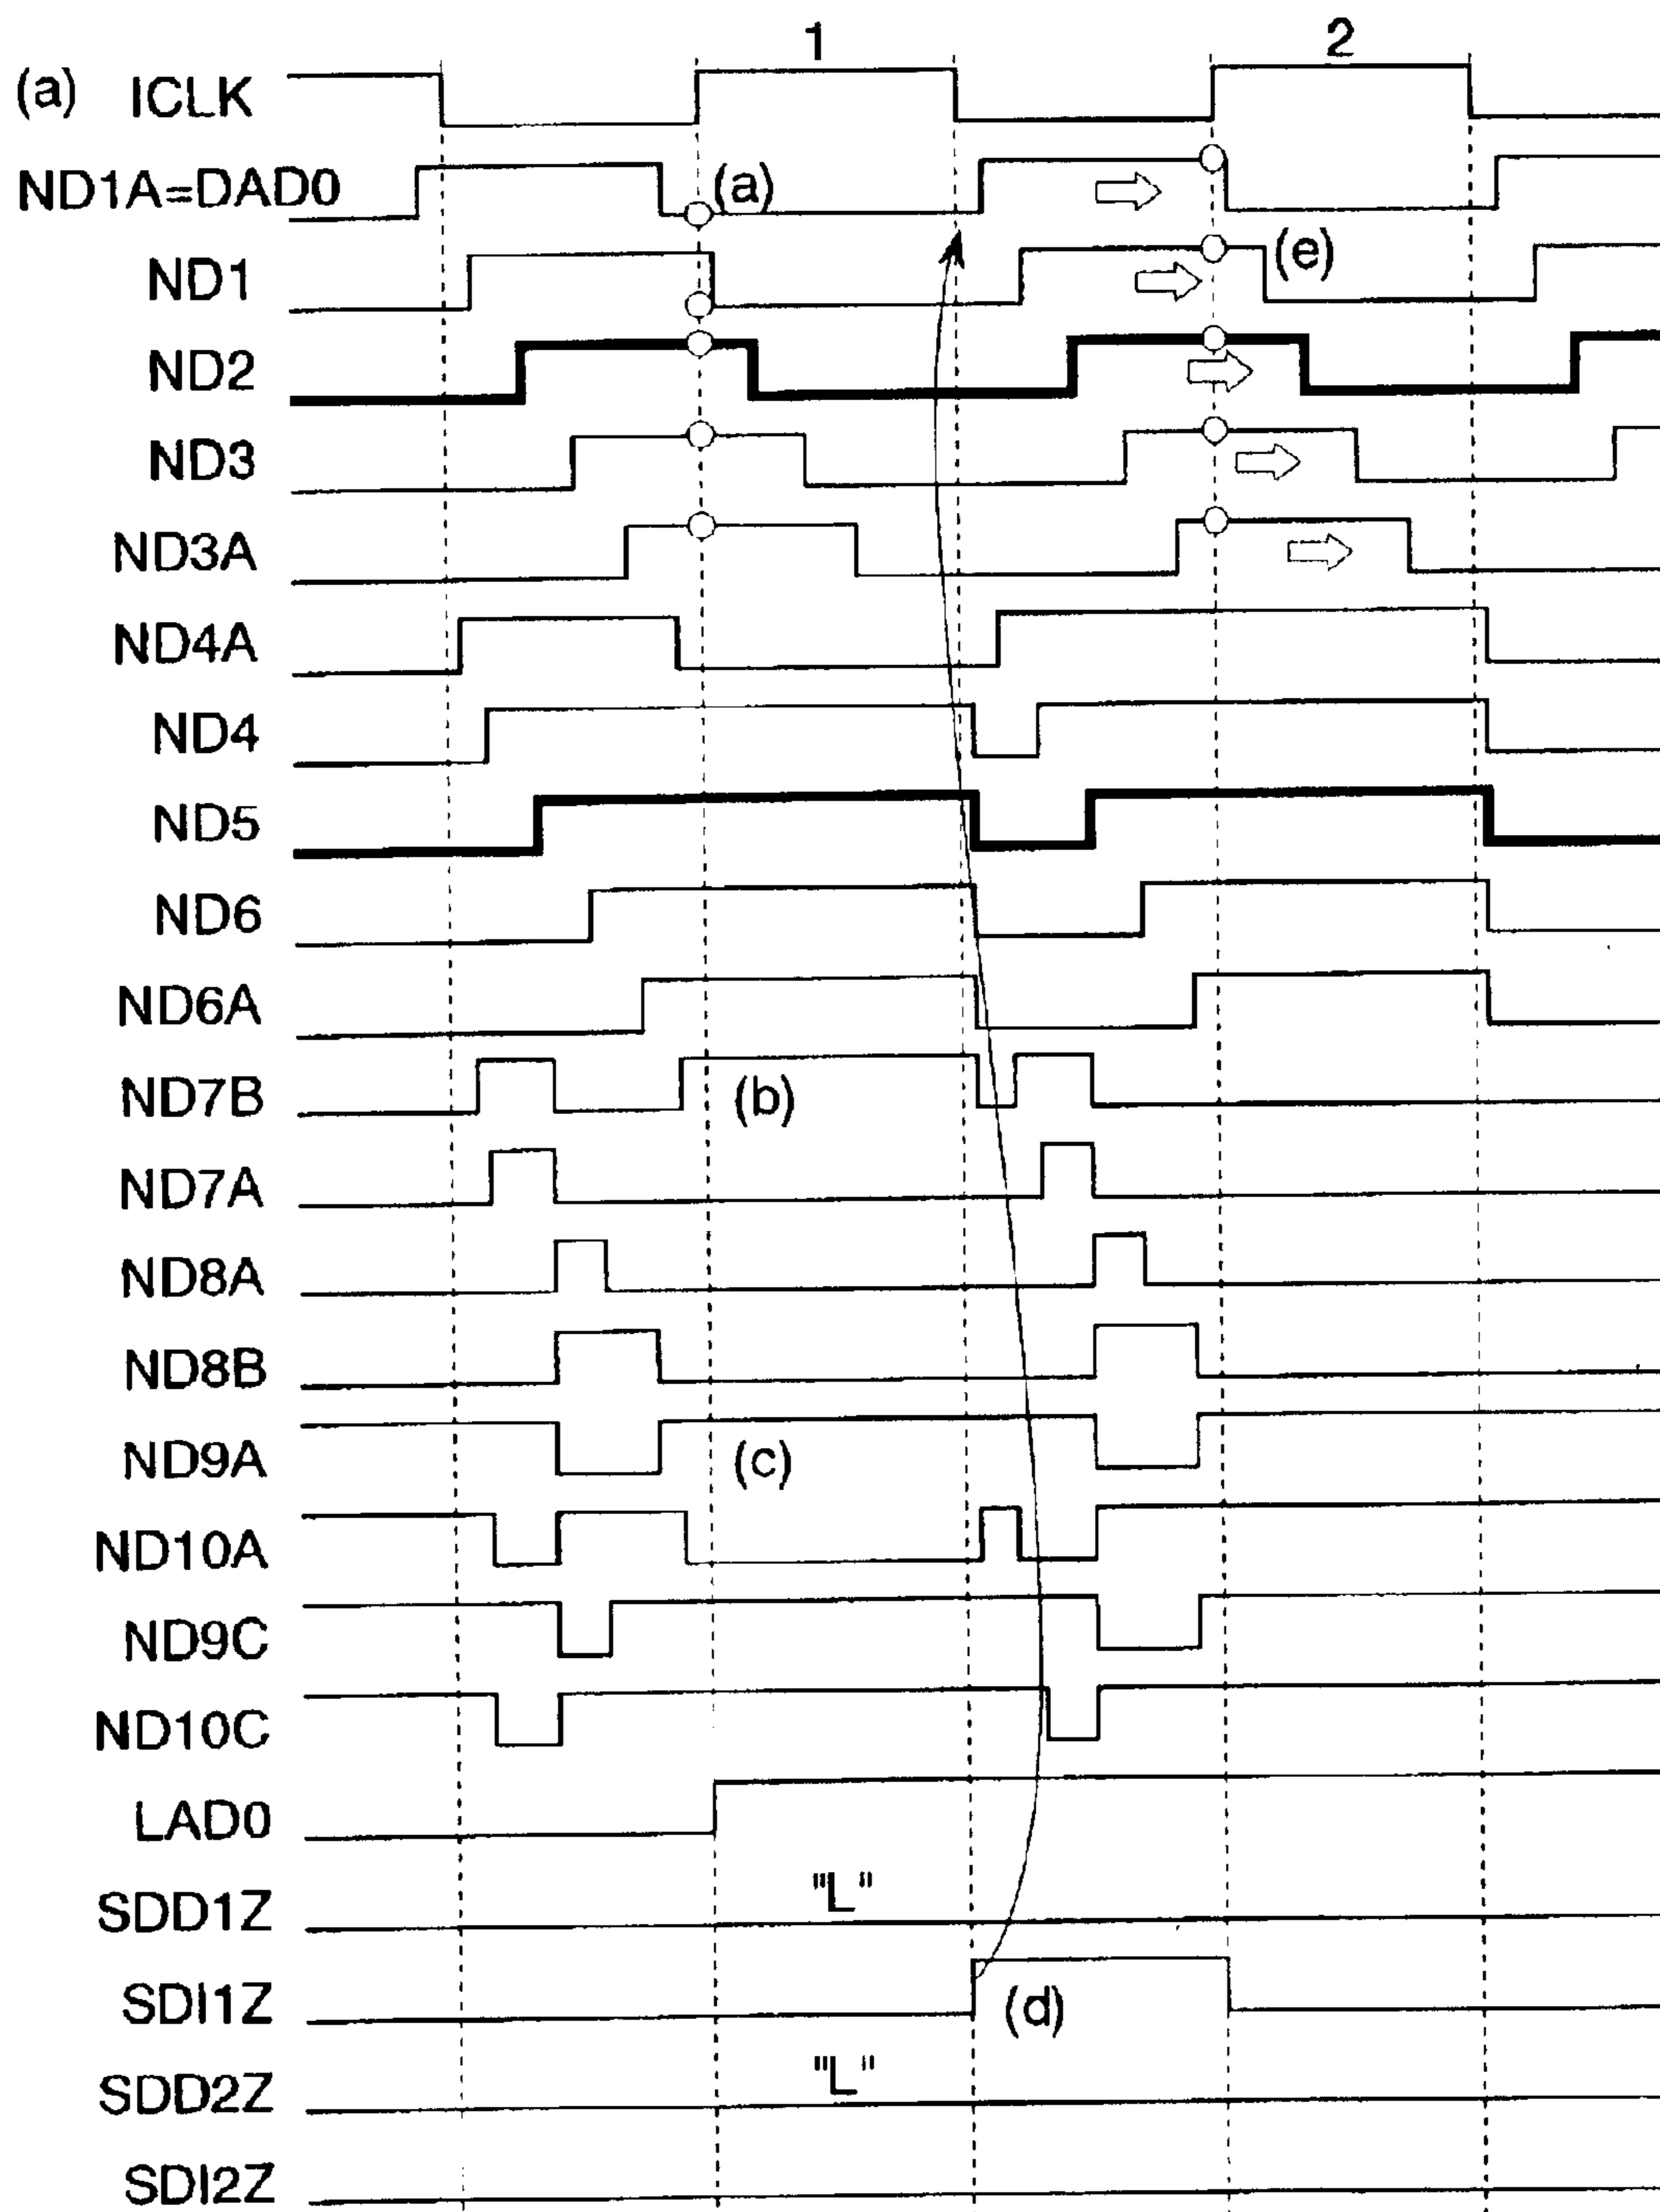 1 2
(a) ICLK
ND1A=DAD0 (a)
ND1 (e)
ND2
ND3
ND3A
ND4A
ND4
ND5
ND6
ND6A
ND7B (b)
ND7A
ND8A
ND8B
ND9A (c)
ND10A
ND9C
ND10C
LAD0
SDD1Z "L"
SDI1Z (d)
SDD2Z "L"
SDI2Z